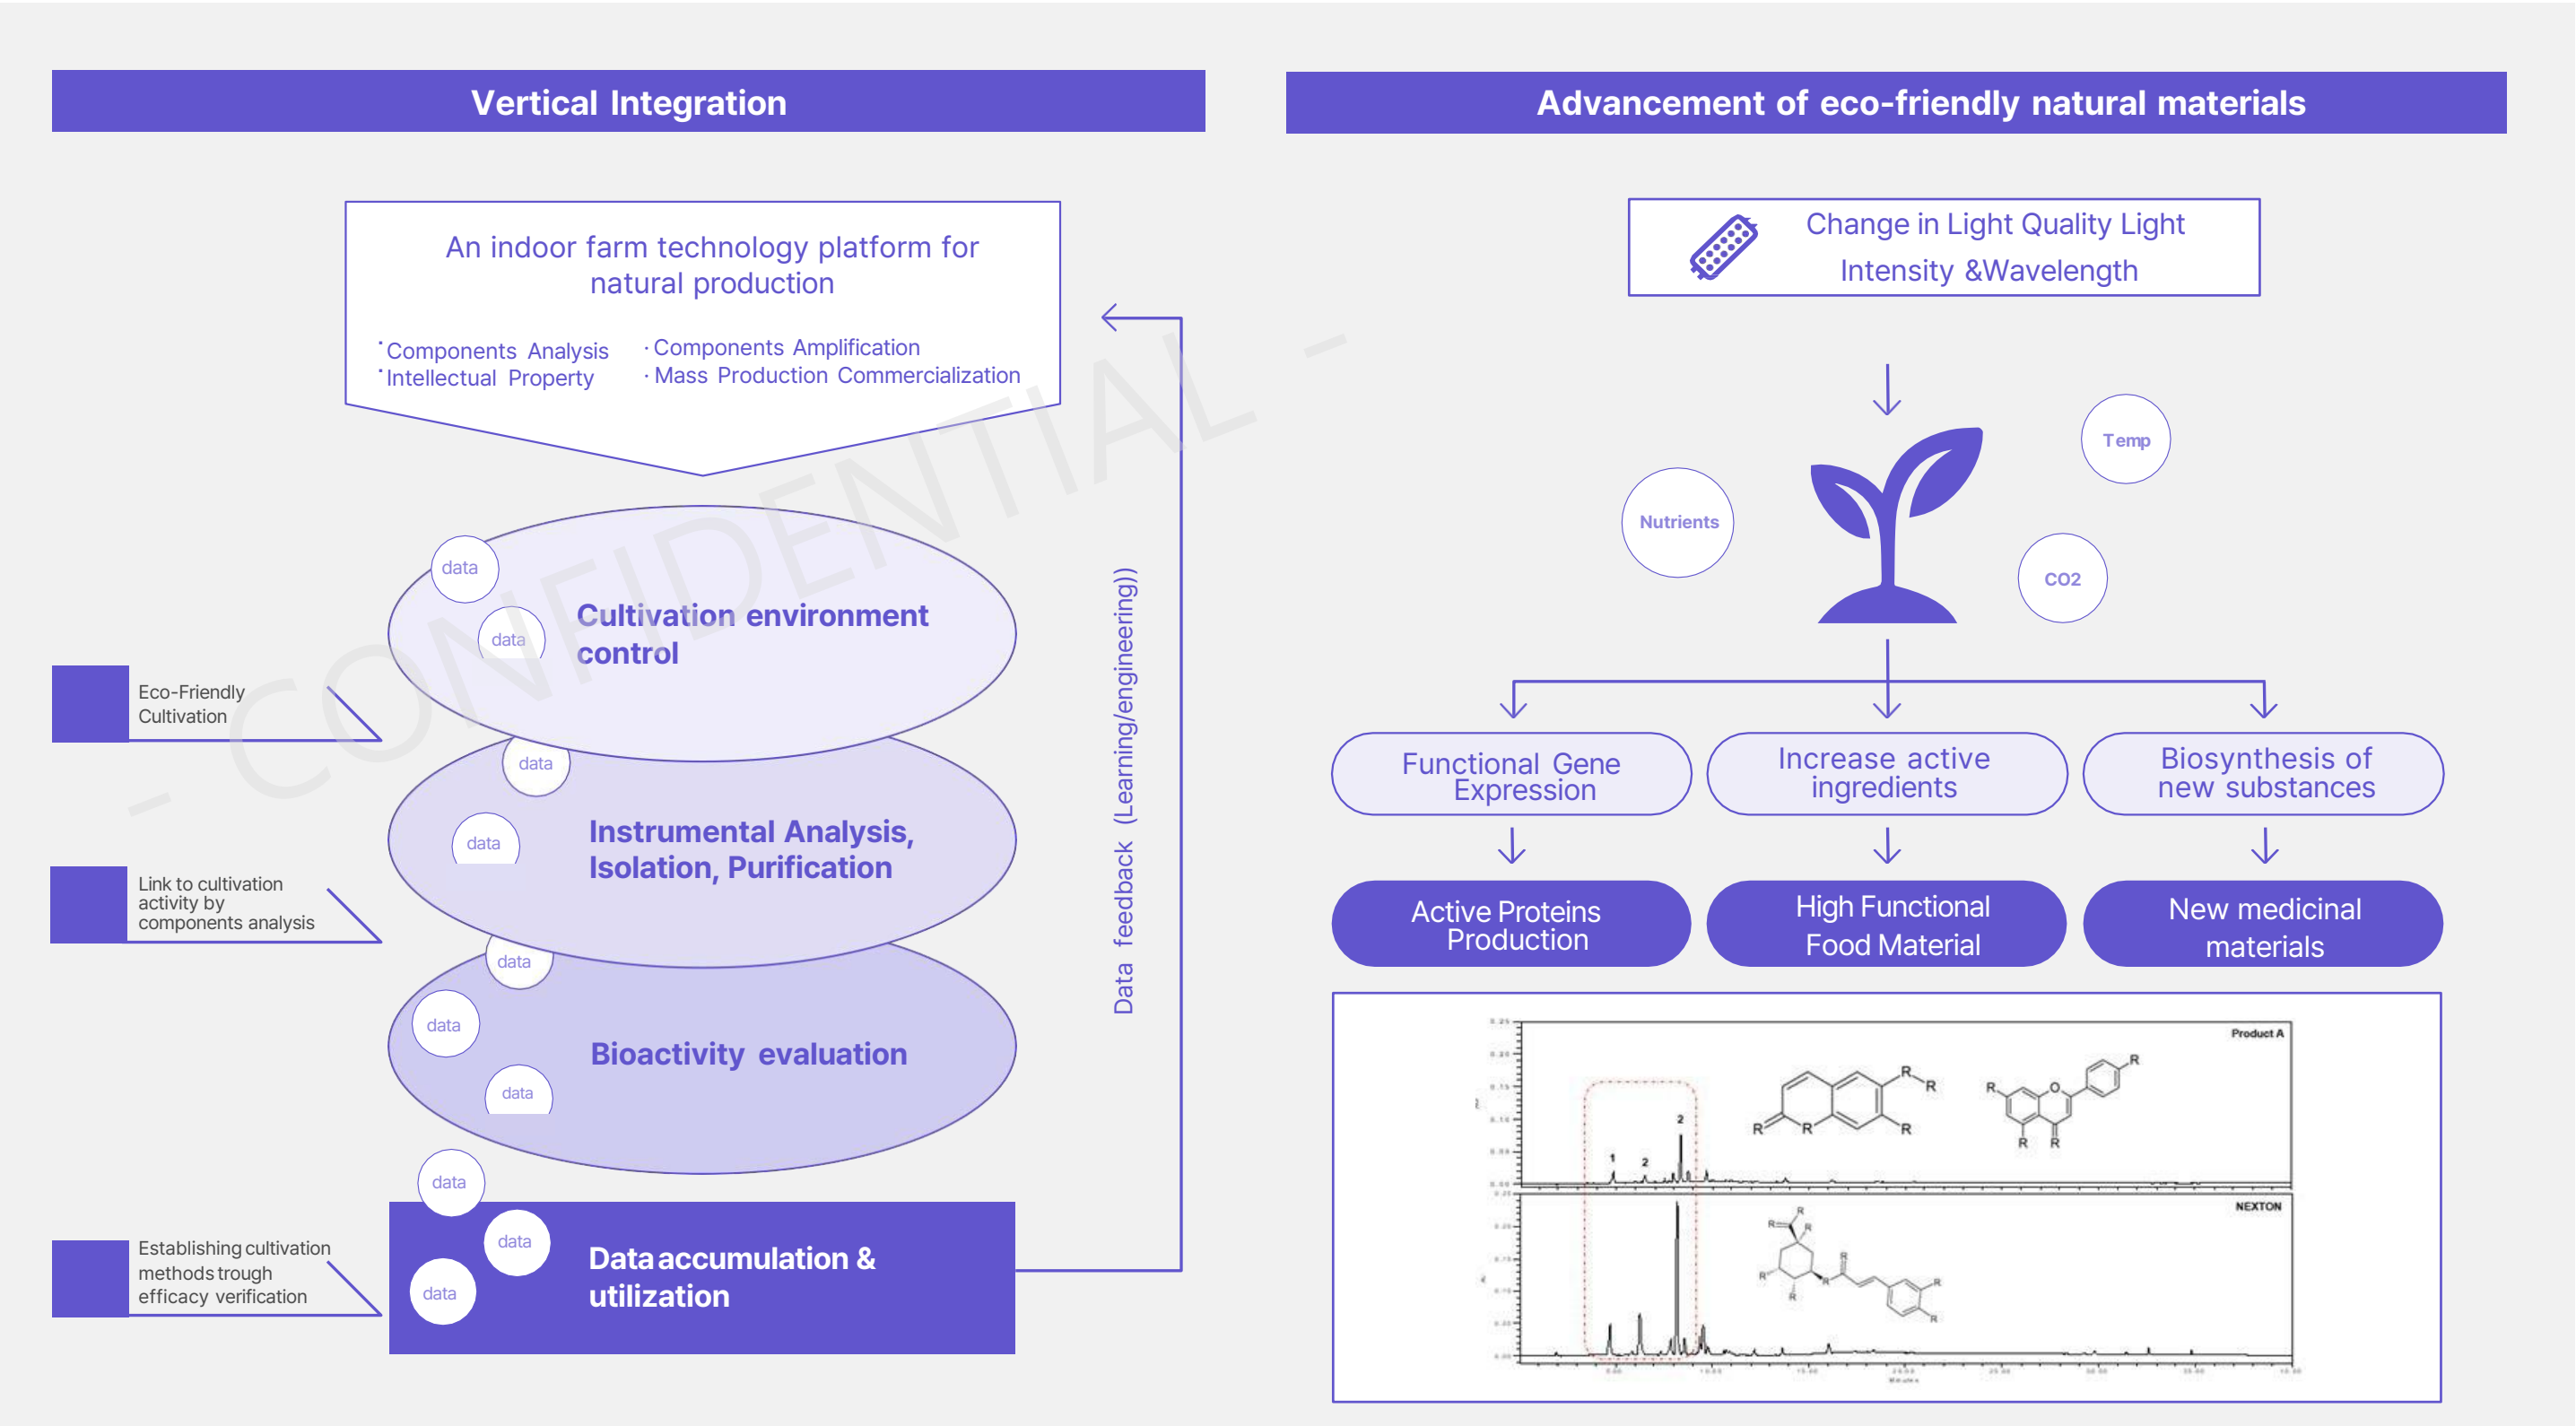 Vertical Integration
An indoor farm technology platform for
natural production
·Components Analysis
·Intellectual Property
· Components Amplification
· Mass Production Commercialization
data
data
Cultivation environment
control
Eco-Friendly
Cultivation
data
data
Instrumental Analysis,
Isolation, Purification
Link to cultivation
activity by
components analysis
data
data
data
Bioactivity evaluation
data
data
data
Data accumulation &
utilization
Establishing cultivation
methods trough
efficacy verification
Data feedback (Learning/engineering))
- CONFIDENTIAL -
Advancement of eco-friendly natural materials
Change in Light Quality Light
Intensity &Wavelength
Temp
Nutrients
CO2
Functional Gene
Expression
Increase active
ingredients
Biosynthesis of
new substances
Active Proteins
Production
High Functional
Food Material
New medicinal
materials
Product A
1
2
2
R
R
R
R
R
R
R
R
R
NEXTON
R
R
R
R
R
R
R
R
R